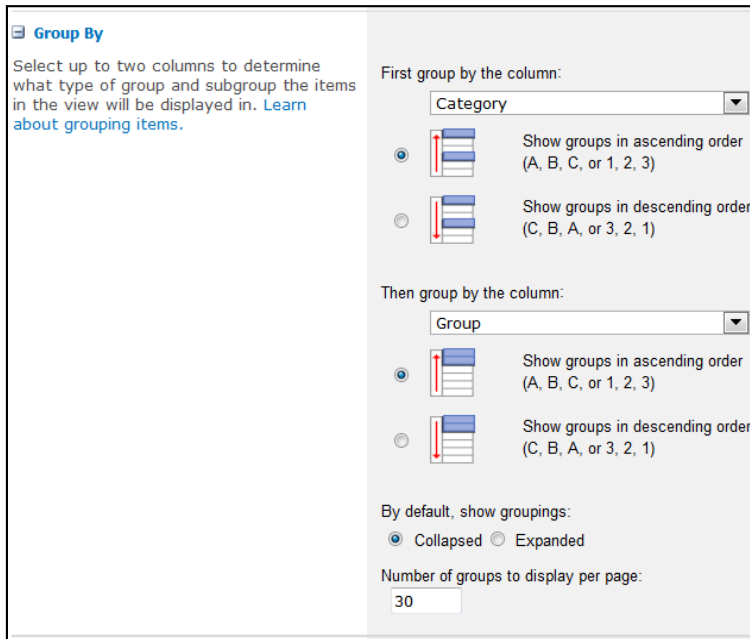 Group By
Select up to two columns to determine
what type of group and subgroup the items
in the view will be displayed in. Learn
about grouping items.
First group by the column:
Category
Show groups in ascending order
(A, B, C, or 1, 2, 3)
Show groups in descending order
(C, B, A, or 3, 2, 1)
Then group by the column:
Group
Show groups in ascending order
(A, B, C, or 1, 2, 3)
Show groups in descending order
(C, B, A, or 3, 2, 1)
By default, show groupings:
Collapsed Expanded
Number of groups to display per page:
30